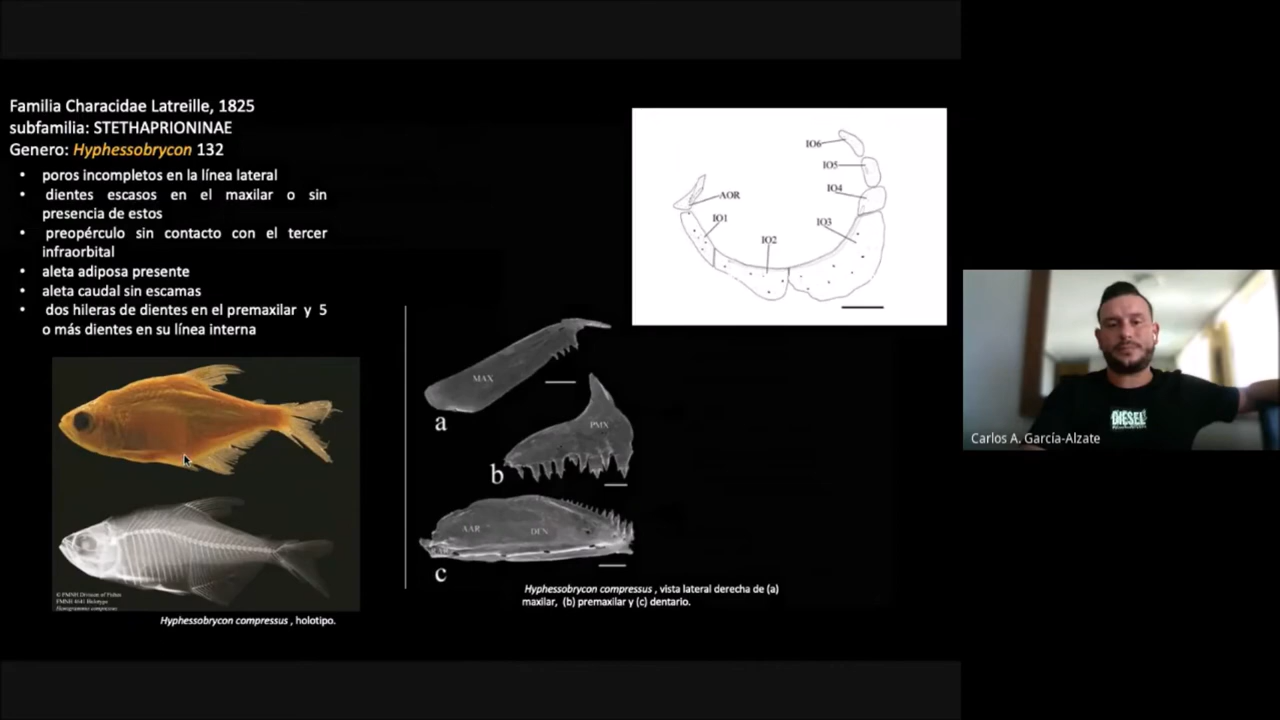 Familia Characidae Latreille, 1825
subfamilia: STETHAPRIONINAE
Genero: Hyphessobrycon 132
• poros incompletos en la línea lateral
• dientes escasos en el maxilar o sin
presencia de estos
• preopérculo sin contacto con el tercer
infraorbital
• aleta adiposa presente
• aleta caudal sin escamas
• dos hileras de dientes en el premaxilar y 5
o más dientes en su línea interna
IO6
IO5
IO4
AOR
IO1
IO3
IO2
MAX
a
PMX
b
AAR
DEN
c
© FMNH Division of Fishes
FMNH 4641 Holotype
Hemigrammus compressus
Hyphessobrycon compressus , holotipo.
Hyphessobrycon compressus , vista lateral derecha de (a)
maxilar, (b) premaxilar y (c) dentario.
DIESEL
Carlos A. García-Alzate